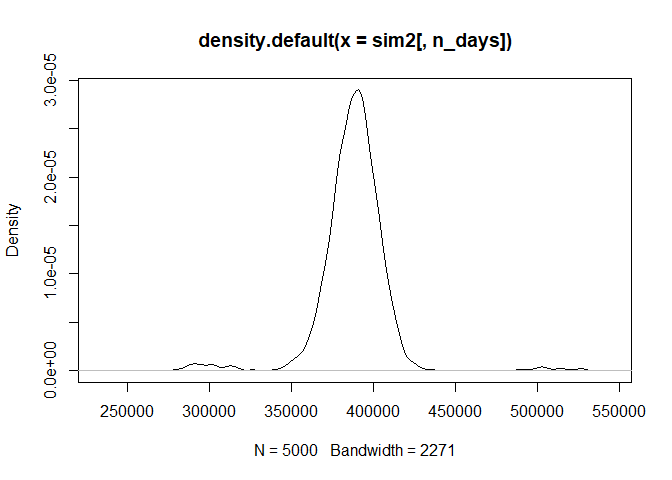 density.default(x = sim2[, n_days])
3.0e-05
2.0e-05
1.0e-05
0.0e+00
Density
250000 300000 350000 400000 450000 500000 550000
N = 5000 Bandwidth = 2271